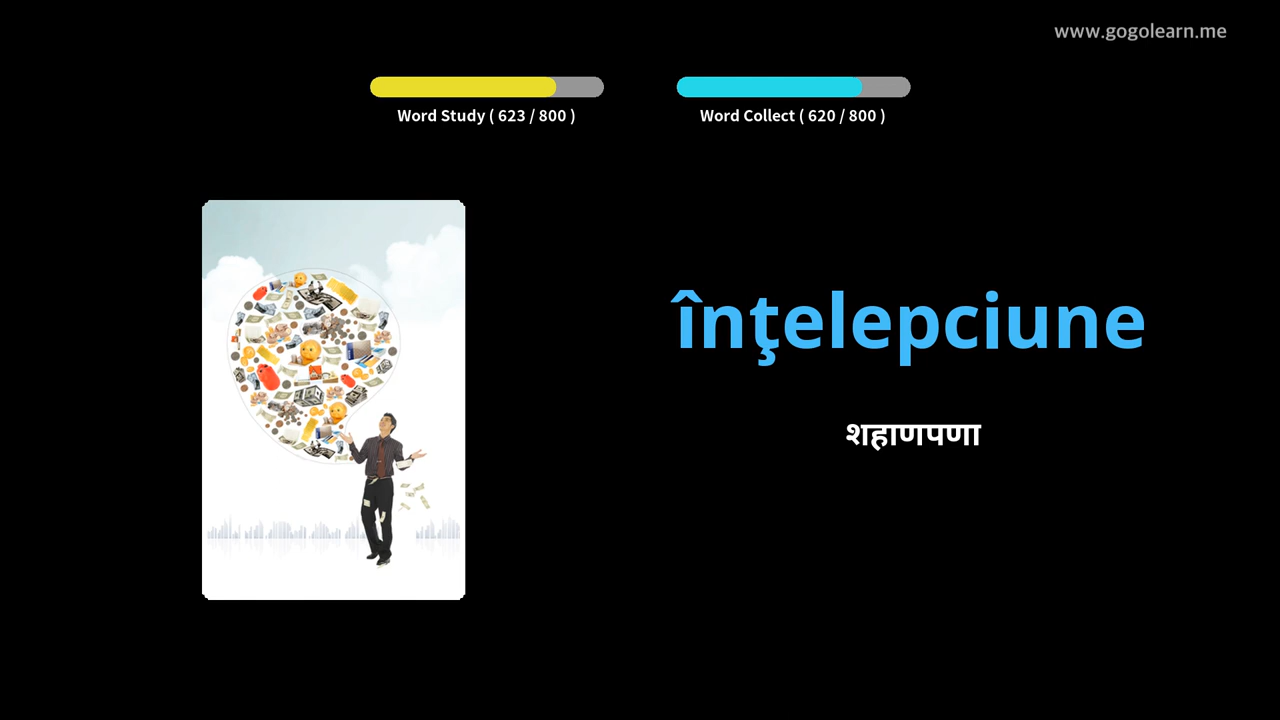 www.gogolearn.me
Word Study ( 623 / 800 )
Word Collect ( 620 / 800 )
înţelepciune
शहाणपणा